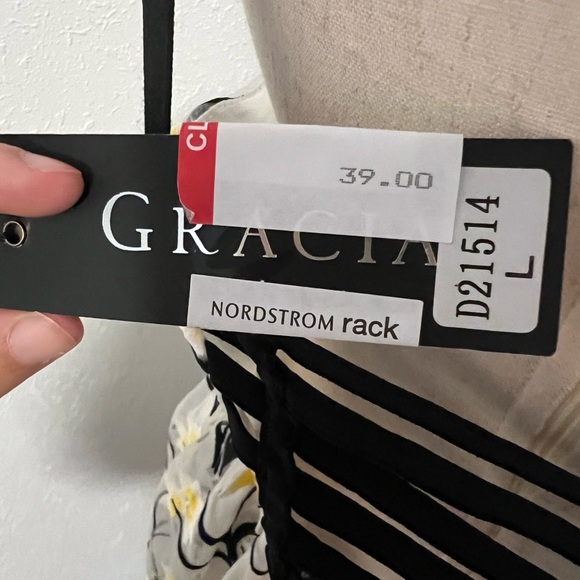 CL
39.00
GRACIA
D21514
L
NORDSTROM rack